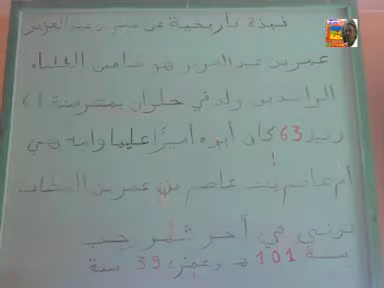 نبذة تاريخية عن عمر بن عبد العزيز
عمر بن عبد العزيز هو خامس الخلفاء
الراشدين ولد في حلوان بمصر سنة 61
وقيل 63 كان أبوه أميرًا عليها وامه هي
أم عاصم بنت عاصم بن عمر بن الخطاب
توفي في آخر شهر رجب
سنة 101 هـ وعمره 39 سنة